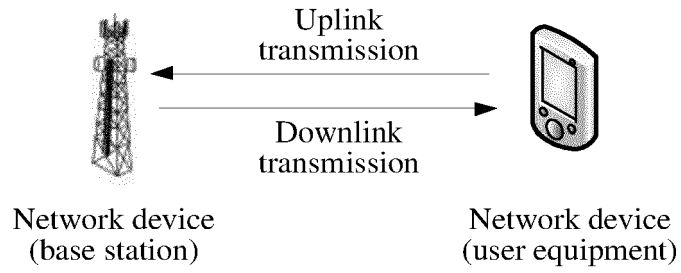 Uplink
transmission
Downlink
transmission
Network device
(base station)
Network device
(user equipment)